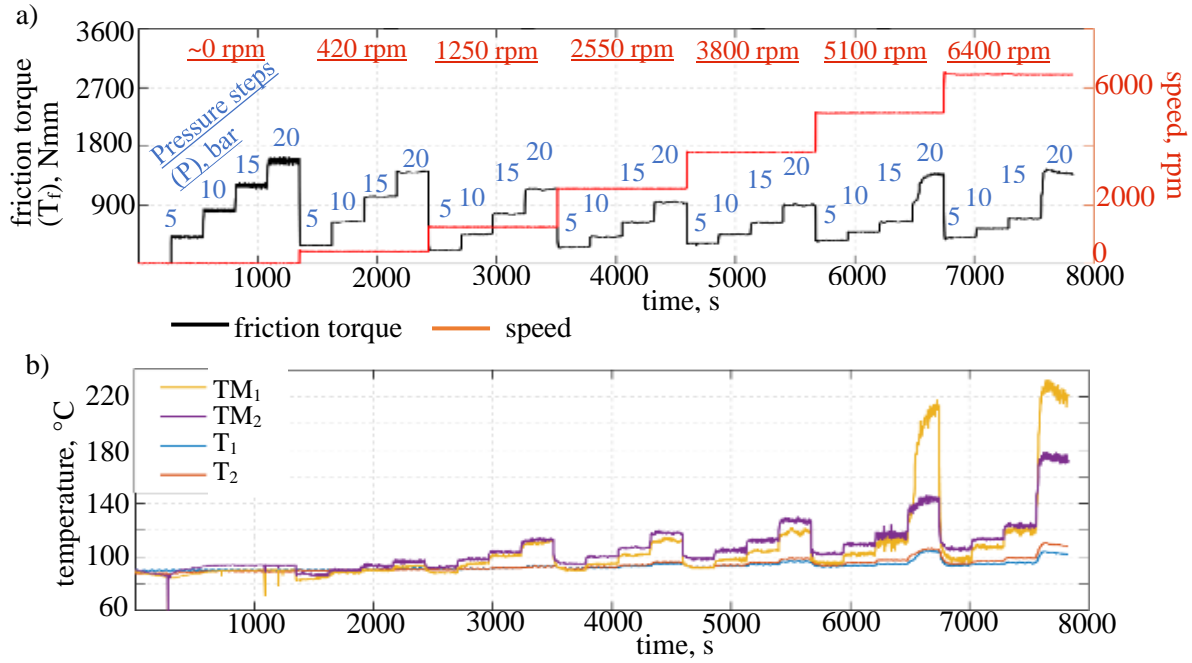 a)
3600
2700
1800
900
friction torque
(Tf), Nmm
~0 rpm 420 rpm 1250 rpm 2550 rpm 3800 rpm 5100 rpm 6400 rpm
Pressure steps
(P), bar
5 10 15 20
5 10 15 20
5 10 15 20
5 10 15 20
5 10 15 20
5 10 15 20
5 10 15 20
6000
4000
2000
0
speed, rpm
1000 2000 3000 4000 5000 6000 7000 8000
time, s
friction torque speed
b)
TM1
TM2
T1
T2
220
180
140
100
60
temperature, °C
1000 2000 3000 4000 5000 6000 7000 8000
time, s